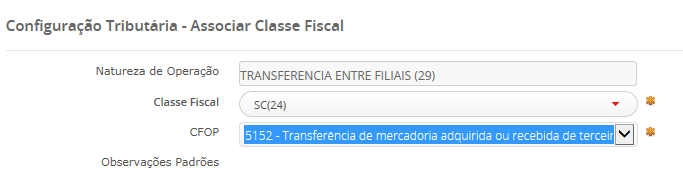 Configuração Tributária - Associar Classe Fiscal
Natureza de Operação TRANSFERENCIA ENTRE FILIAIS (29)
Classe Fiscal SC(24)
CFOP 5152 - Transferência de mercadoria adquirida ou recebida de terceir
Observações Padrões